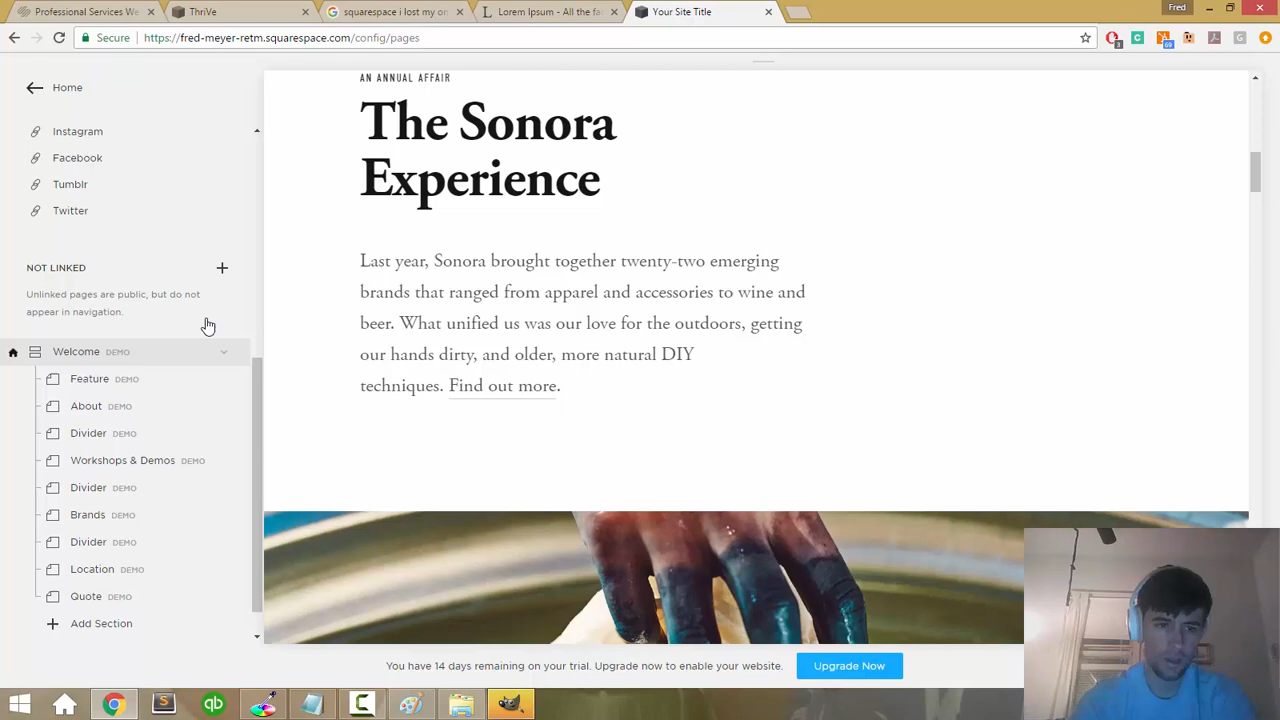 Professional Services We
ThriVe
squarespace i lost my on
Lorem Ipsum - All the fa
Your Site Title
Fred
Secure
https://fred-meyer-retm.squarespace.com/config/pages
Home
Instagram
Facebook
Tumblr
Twitter
NOT LINKED
Unlinked pages are public, but do not
appear in navigation.
Welcome DEMO
Feature DEMO
About DEMO
Divider DEMO
Workshops & Demos DEMO
Divider DEMO
Brands DEMO
Divider DEMO
Location DEMO
Quote DEMO
Add Section
AN ANNUAL AFFAIR
The Sonora
Experience
Last year, Sonora brought together twenty-two emerging
brands that ranged from apparel and accessories to wine and
beer. What unified us was our love for the outdoors, getting
our hands dirty, and older, more natural DIY
techniques. Find out more.
You have 14 days remaining on your trial. Upgrade now to enable your website.
Upgrade Now